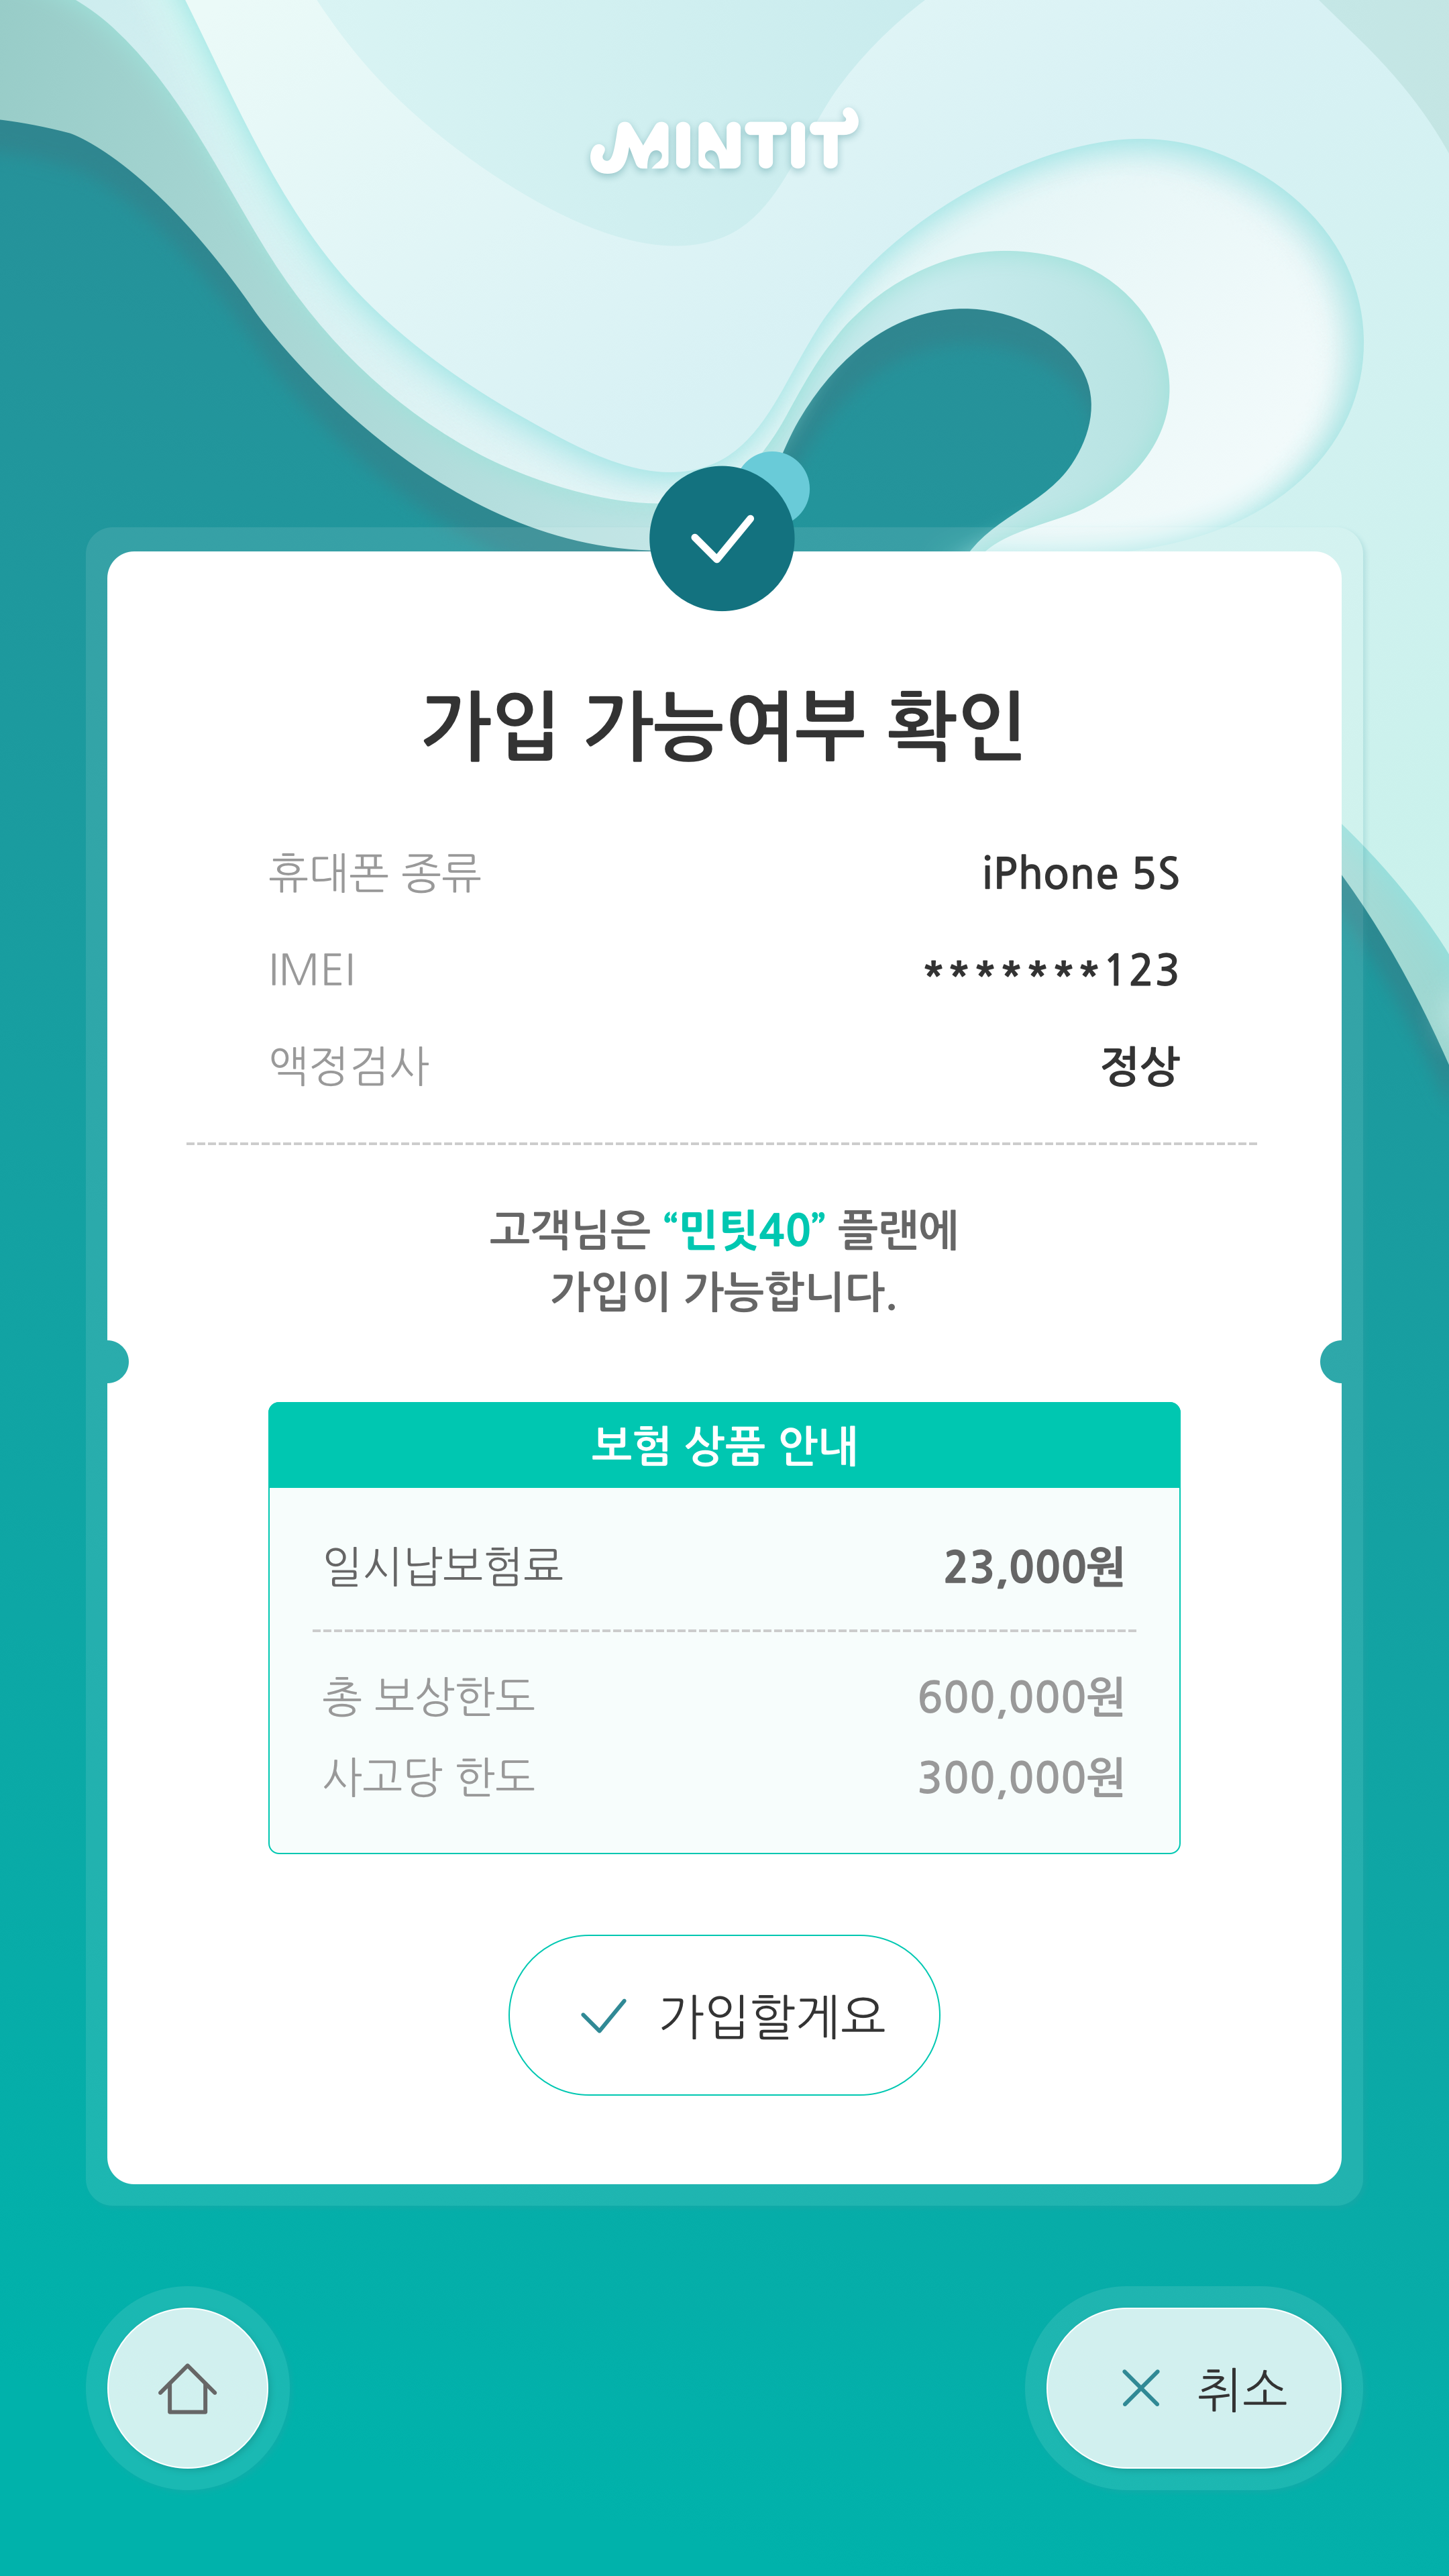 MINTIT
가입 가능여부 확인
휴대폰 종류 iPhone 5S
IMEI *******123
액정검사 정상
고객님은 “민팃40” 플랜에
가입이 가능합니다.
보험 상품 안내
일시납보험료 23,000원
총 보상한도 600,000원
사고당 한도 300,000원
가입할게요
취소